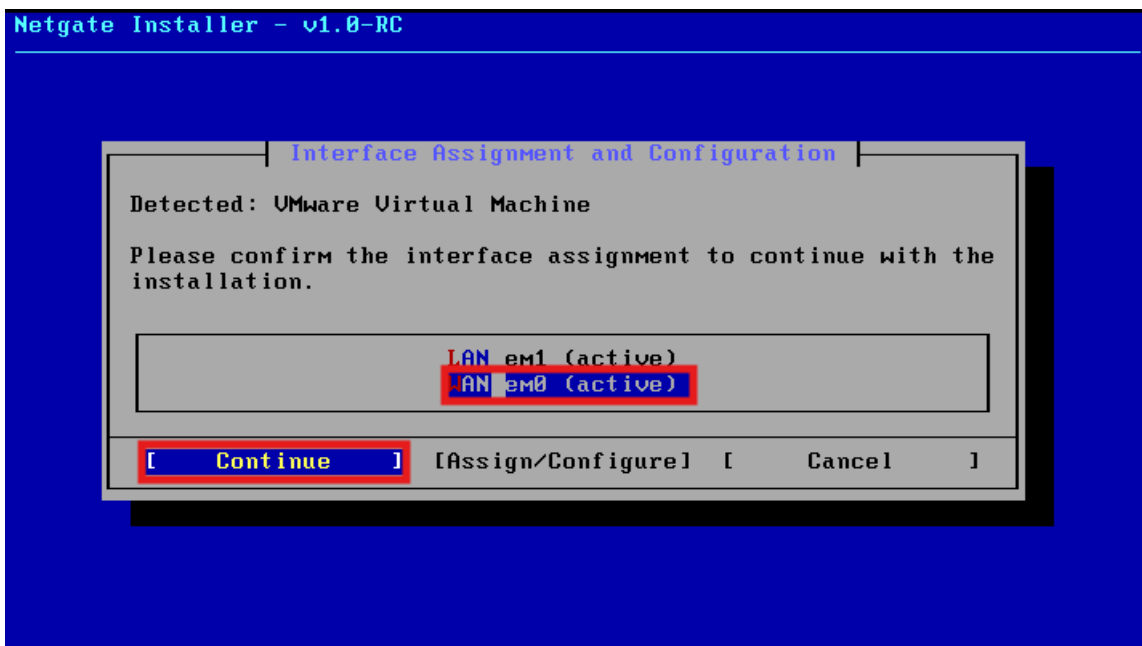 Netgate Installer - v1.0-RC
Interface Assignment and Configuration
Detected: VMware Virtual Machine
Please confirm the interface assignment to continue with the
installation.
LAN em1 (active)
WAN em0 (active)
[ Continue ] [Assign/Configure] [ Cancel ]